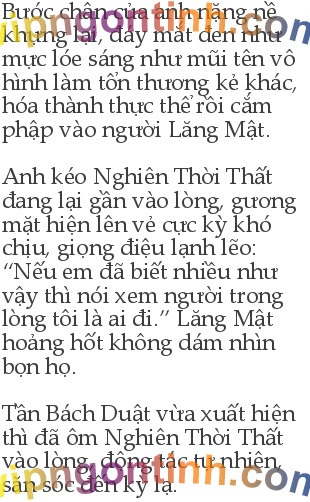 Bước chân của anh nặng nề
khựng lại, đáy mắt đen như
mực lóe sáng như mũi tên vô
hình làm tổn thương kẻ khác,
hóa thành thực thể rồi cắm
phập vào người Lăng Mật.
Anh kéo Nghiên Thời Thất
đang lại gần vào lòng, gương
mặt hiện lên vẻ cực kỳ khó
chịu, giọng điệu lạnh lẽo:
“Nếu em đã biết nhiều như
vậy thì nói xem người trong
lòng tôi là ai đi.” Lăng Mật
hoảng hốt không dám nhìn
bọn họ.
Tần Bách Duật vừa xuất hiện
thì đã ôm Nghiên Thời Thất
vào lòng, động tác tự nhiên,
săn sóc đến kỳ lạ.
vipngontinh.com
vipngontinh.com